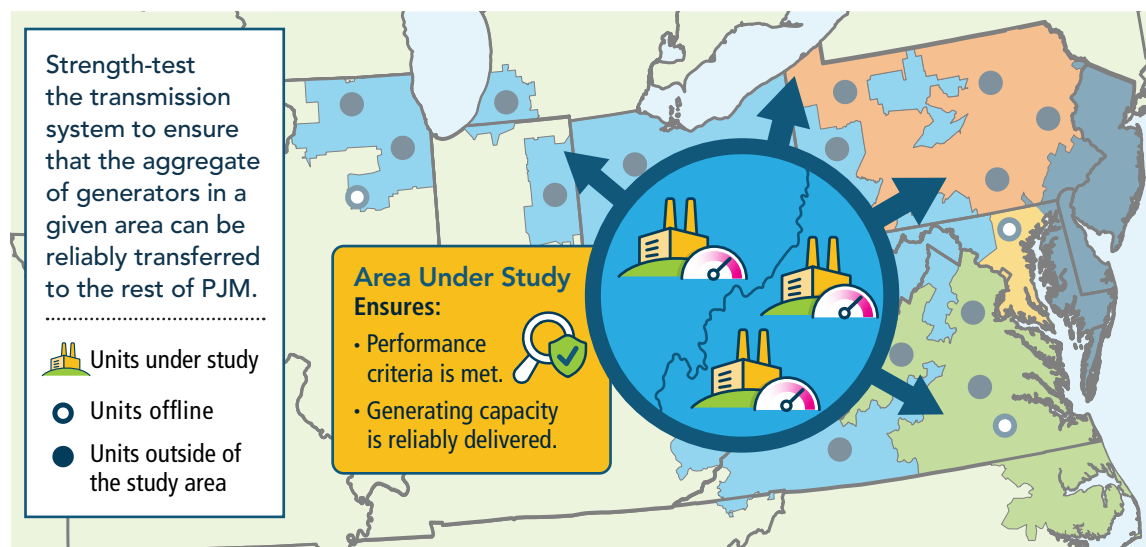 Strength-test
the transmission
system to ensure
that the aggregate
of generators in a
given area can be
reliably transferred
to the rest of PJM.
Units under study
Units offline
Units outside of
the study area
Area Under Study
Ensures:
• Performance
criteria is met.
• Generating capacity
is reliably delivered.